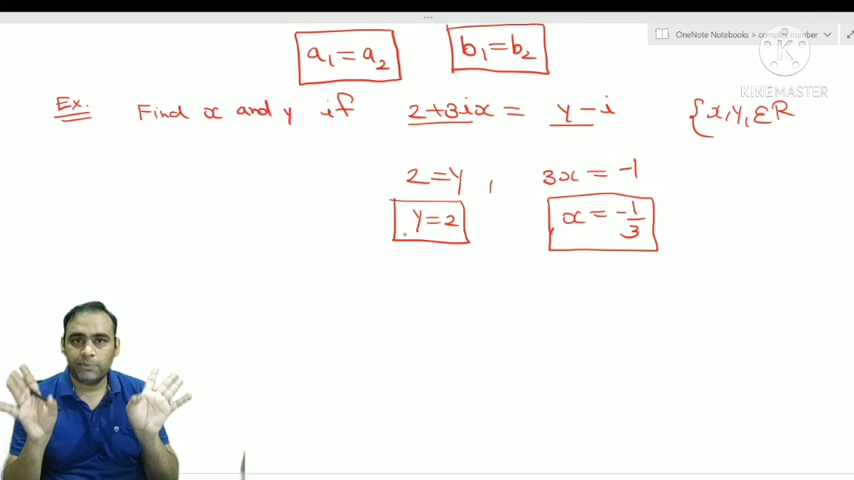 OneNote Notebooks > complex number
KINEMASTER
a₁ = a₂ b₁ = b₂
Ex. Find x and y if 2+3ix = y - i {x, y, ∈R
2 = y , 3x = -1
y = 2 x = -1/3